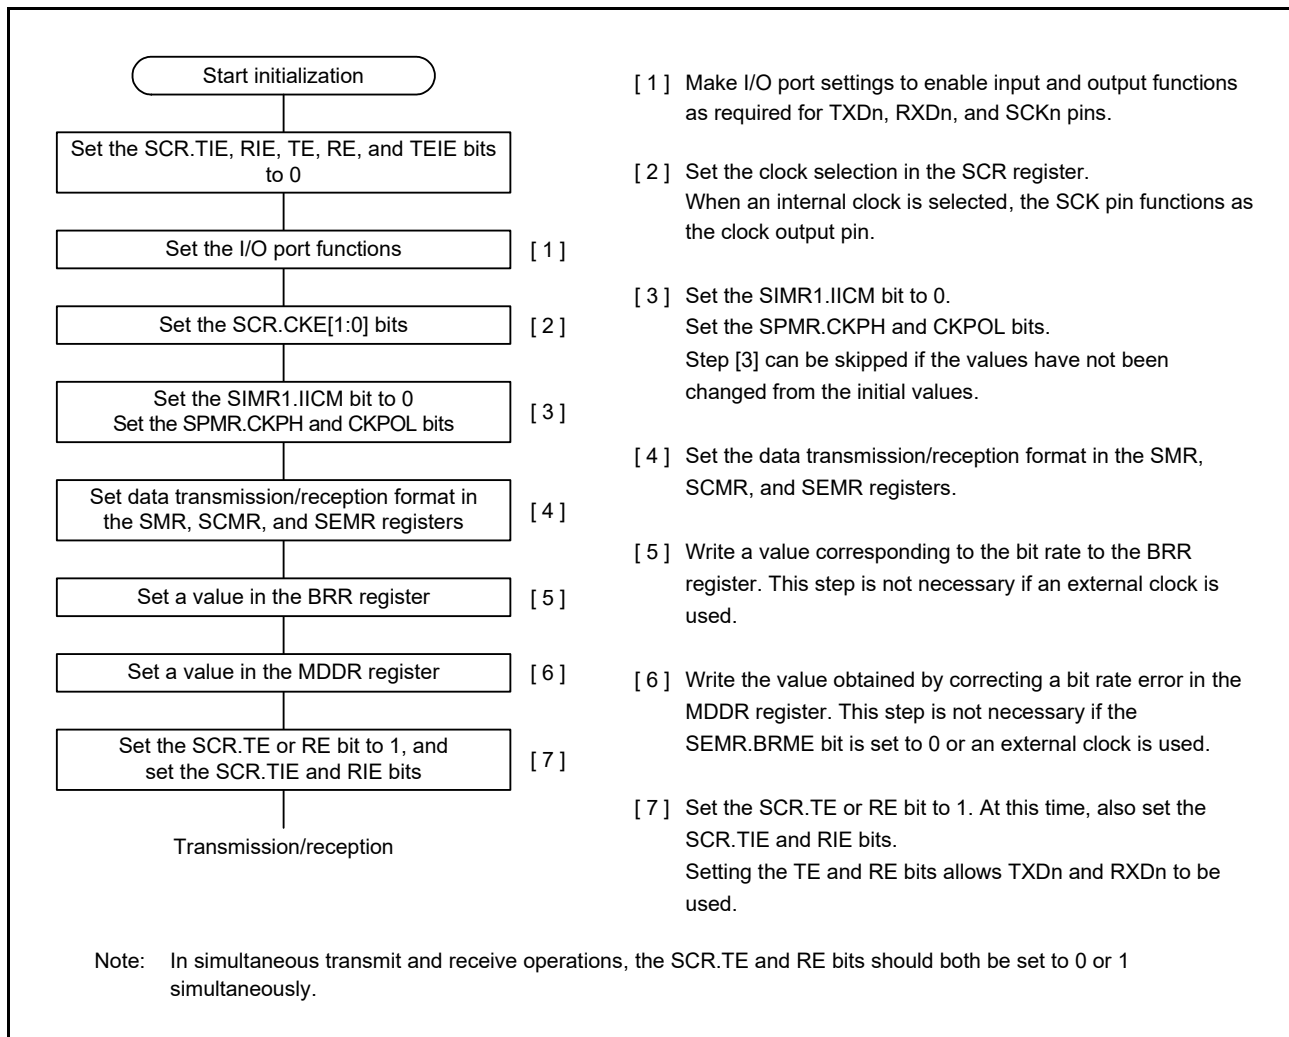 Start initialization
Set the SCR.TIE, RIE, TE, RE, and TEIE bits
to 0
Set the I/O port functions
[ 1 ]
Set the SCR.CKE[1:0] bits
[ 2 ]
Set the SIMR1.IICM bit to 0
Set the SPMR.CKPH and CKPOL bits
[ 3 ]
Set data transmission/reception format in
the SMR, SCMR, and SEMR registers
[ 4 ]
Set a value in the BRR register
[ 5 ]
Set a value in the MDDR register
[ 6 ]
Set the SCR.TE or RE bit to 1, and
set the SCR.TIE and RIE bits
[ 7 ]
Transmission/reception
[ 1 ] Make I/O port settings to enable input and output functions
as required for TXDn, RXDn, and SCKn pins.
[ 2 ] Set the clock selection in the SCR register.
When an internal clock is selected, the SCK pin functions as
the clock output pin.
[ 3 ] Set the SIMR1.IICM bit to 0.
Set the SPMR.CKPH and CKPOL bits.
Step [3] can be skipped if the values have not been
changed from the initial values.
[ 4 ] Set the data transmission/reception format in the SMR,
SCMR, and SEMR registers.
[ 5 ] Write a value corresponding to the bit rate to the BRR
register. This step is not necessary if an external clock is
used.
[ 6 ] Write the value obtained by correcting a bit rate error in the
MDDR register. This step is not necessary if the
SEMR.BRME bit is set to 0 or an external clock is used.
[ 7 ] Set the SCR.TE or RE bit to 1. At this time, also set the
SCR.TIE and RIE bits.
Setting the TE and RE bits allows TXDn and RXDn to be
used.
Note: In simultaneous transmit and receive operations, the SCR.TE and RE bits should both be set to 0 or 1
simultaneously.